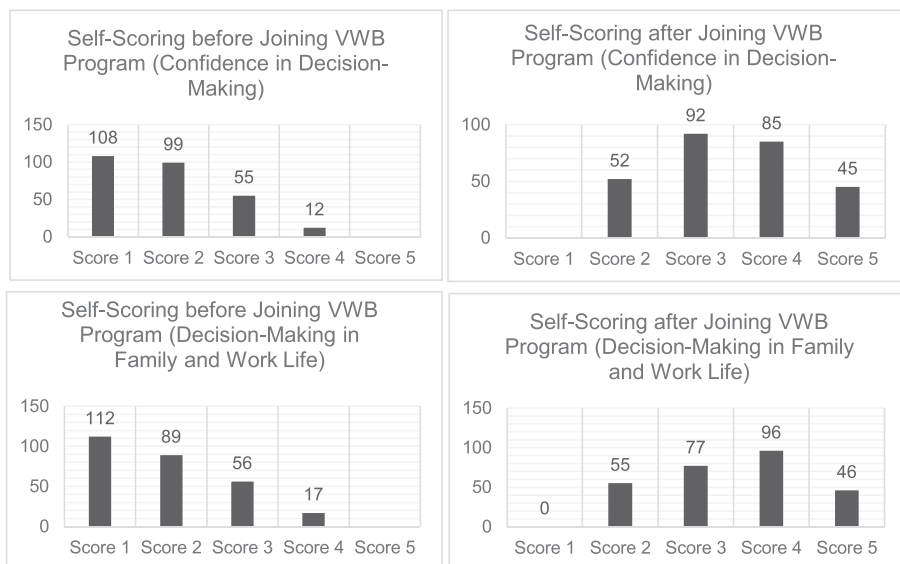 Self-Scoring before Joining VWB
Program (Confidence in Decision-
Making)
150
100
50
0
108
99
55
12
Score 1 Score 2 Score 3 Score 4 Score 5
Self-Scoring after Joining VWB
Program (Confidence in Decision-
Making)
100
50
0
52
92
85
45
Score 1 Score 2 Score 3 Score 4 Score 5
Self-Scoring before Joining VWB
Program (Decision-Making in
Family and Work Life)
150
100
50
0
112
89
56
17
Score 1 Score 2 Score 3 Score 4 Score 5
Self-Scoring after Joining VWB
Program (Decision-Making in Family
and Work Life)
150
100
50
0
0
55
77
96
46
Score 1 Score 2 Score 3 Score 4 Score 5